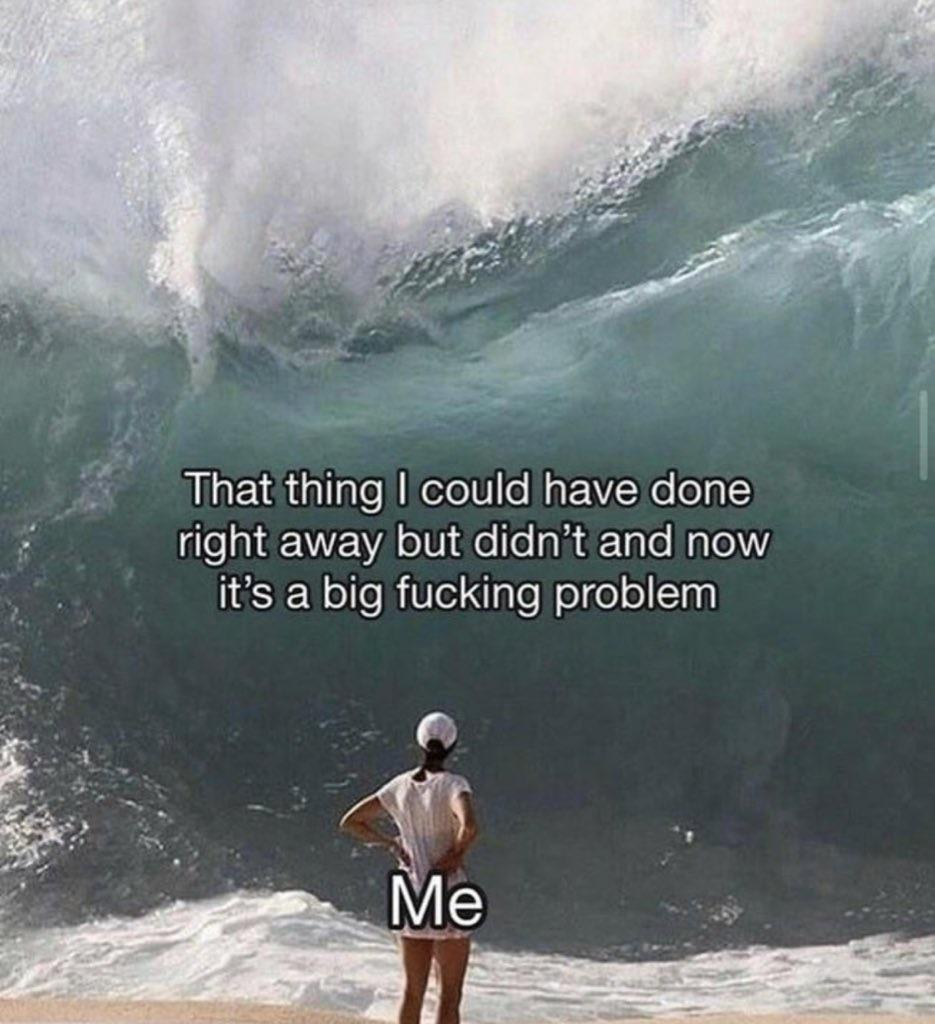 That thing I could have done
right away but didn’t and now
it’s a big fucking problem
Me